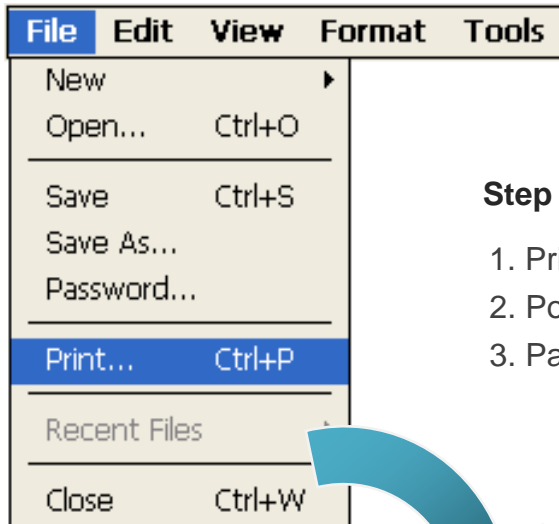 File Edit View Format Tools
New
Open... Ctrl+O
Save Ctrl+S
Save As...
Password...
Print... Ctrl+P
Recent Files
Close Ctrl+W
Step
1.
2.
3.